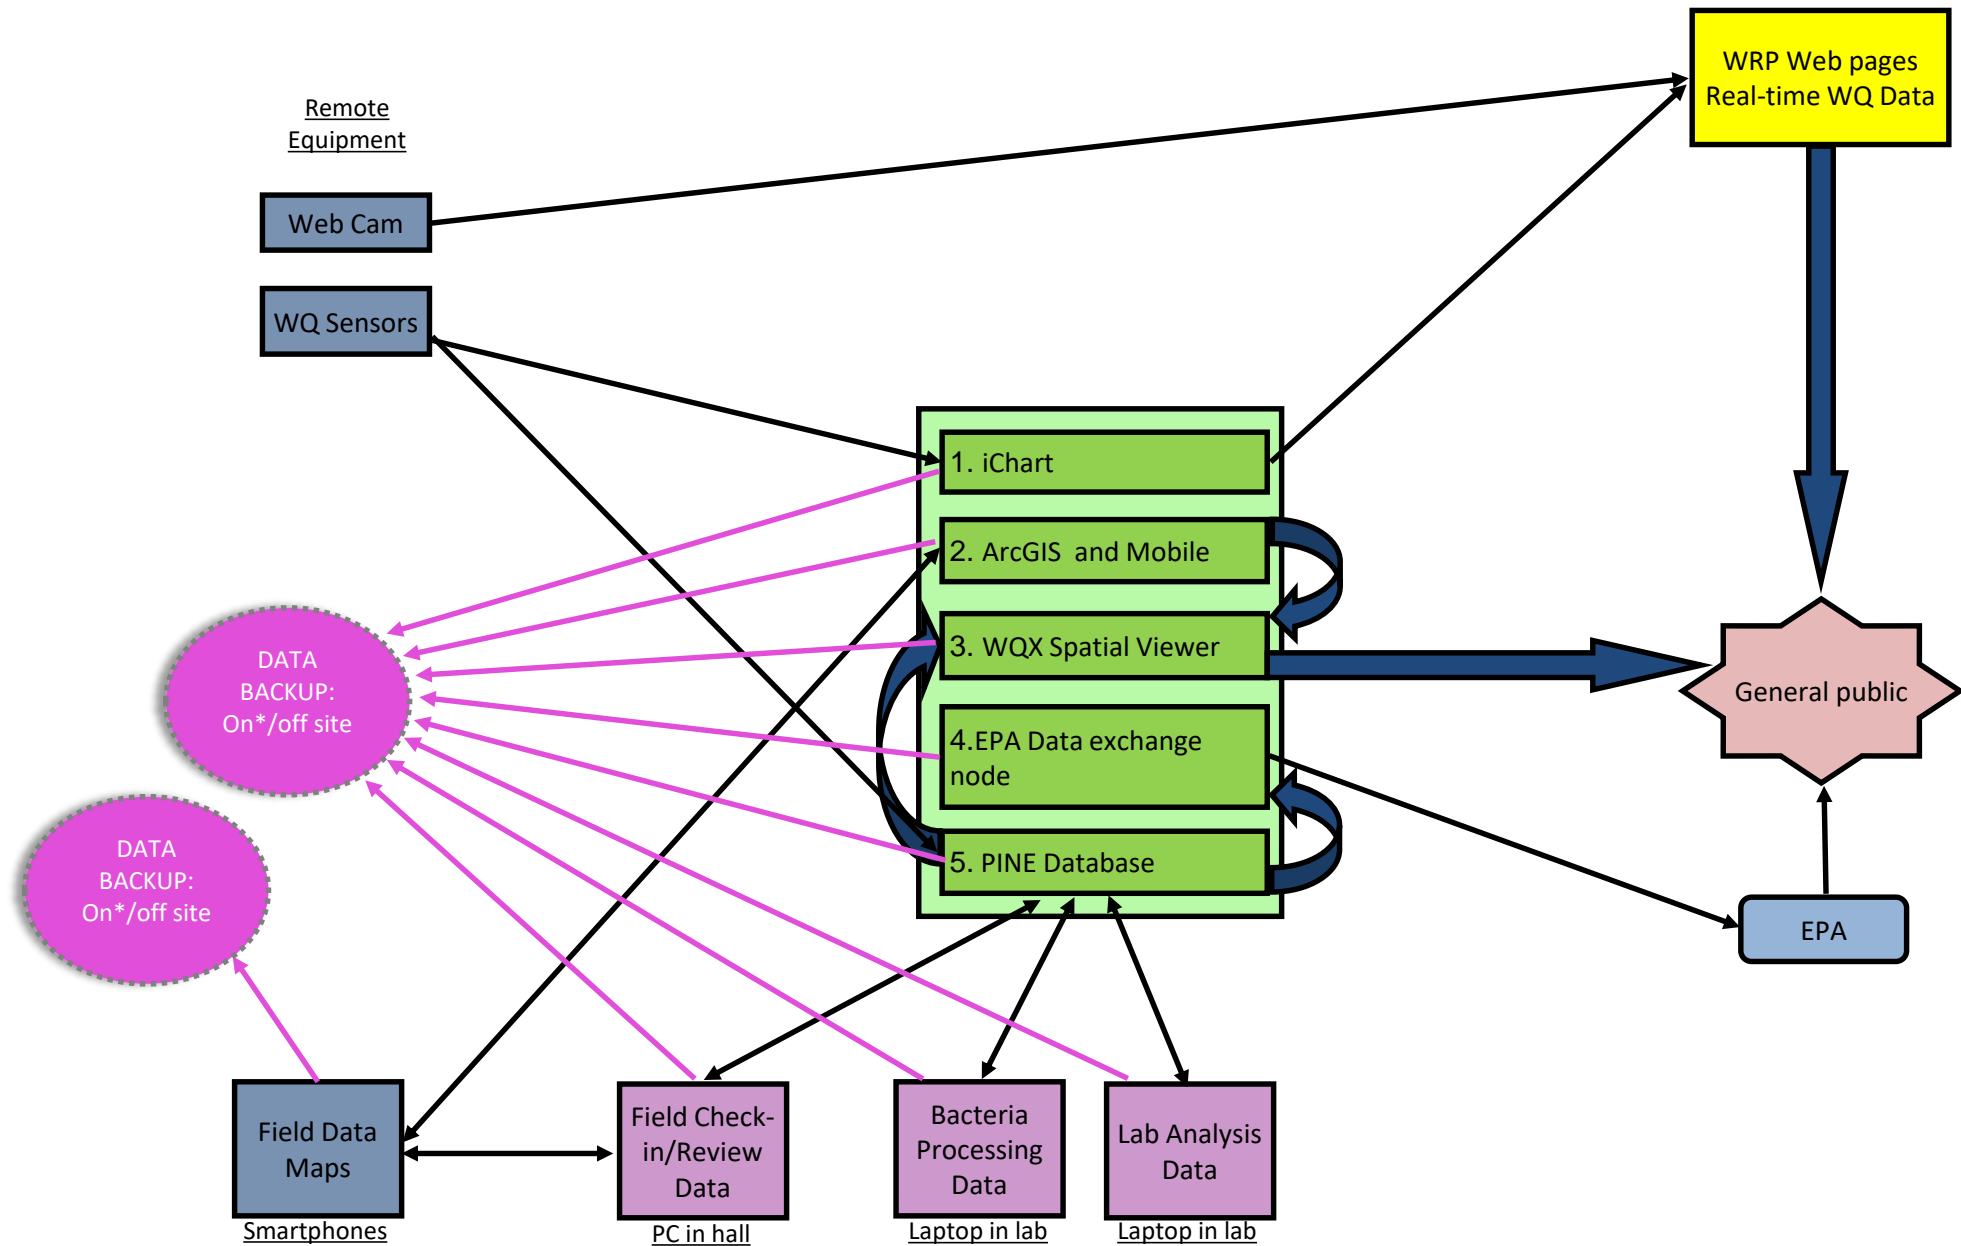 WRP Web pages
Real-time WQ Data
Remote
Equipment
Web Cam
WQ Sensors
1. iChart
2. ArcGIS and Mobile
3. WQX Spatial Viewer
4.EPA Data exchange
node
5. PINE Database
General public
EPA
DATA
BACKUP:
On*/off site
DATA
BACKUP:
On*/off site
Field Data
Maps
Smartphones
Field Check-
in/Review
Data
PC in hall
Bacteria
Processing
Data
Laptop in lab
Lab Analysis
Data
Laptop in lab